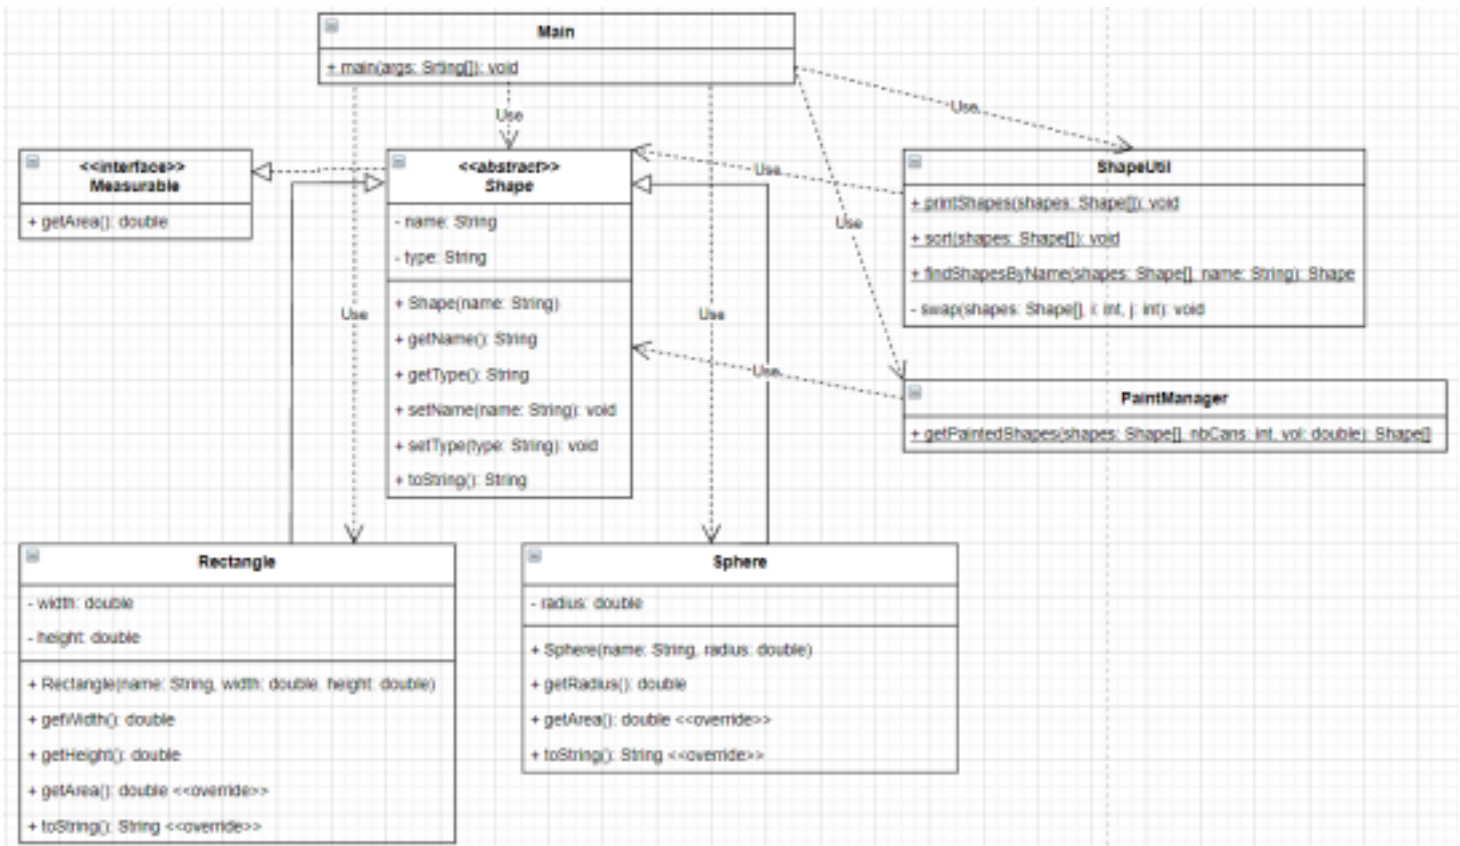 Main
+ main(args: Srting[]): void
Use
Use
<<interface>>
Measurable
+ getArea(): double
<<abstract>>
Shape
- name: String
- type: String
+ Shape(name: String)
+ getName(): String
+ getType(): String
+ setName(name: String): void
+ setType(type: String): void
+ toString(): String
Use
ShapeUtil
+ printShapes(shapes: Shape[]): void
+ sort(shapes: Shape[]): void
+ findShapesByName(shapes: Shape[], name: String): Shape
- swap(shapes: Shape[], i: int, j: int): void
Use
Use
Use
Use
PaintManager
+ getPaintedShapes(shapes: Shape[], nbCans: int, vol: double): Shape[]
Rectangle
- width: double
- height: double
+ Rectangle(name: String, width: double, height: double)
+ getWidth(): double
+ getHeight(): double
+ getArea(): double <<override>>
+ toString(): String <<override>>
Sphere
- radius: double
+ Sphere(name: String, radius: double)
+ getRadius(): double
+ getArea(): double <<override>>
+ toString(): String <<override>>